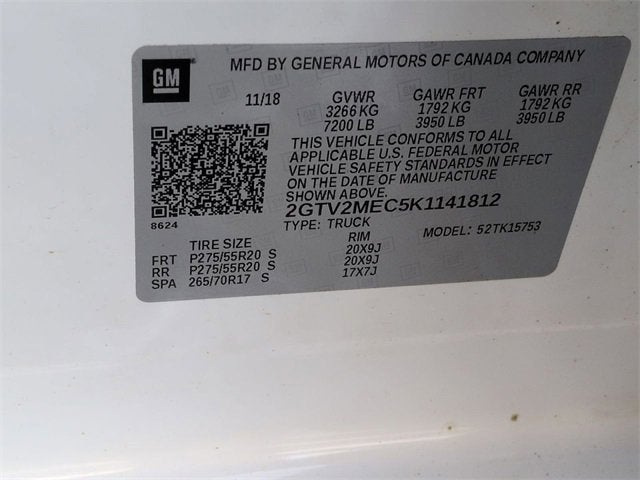 GM
MFD BY GENERAL MOTORS OF CANADA COMPANY
11/18 GVWR GAWR FRT GAWR RR
3266 KG 1792 KG 1792 KG
7200 LB 3950 LB 3950 LB
THIS VEHICLE CONFORMS TO ALL
APPLICABLE U.S. FEDERAL MOTOR
VEHICLE SAFETY STANDARDS IN EFFECT
ON THE DATE OF MANUFACTURE
SHOWN ABOVE.
8624
2GTV2MEC5K1141812
TYPE: TRUCK MODEL: 52TK15753
TIRE SIZE RIM
FRT P275/55R20 S 20X9J
RR P275/55R20 S 20X9J
SPA 265/70R17 S 17X7J